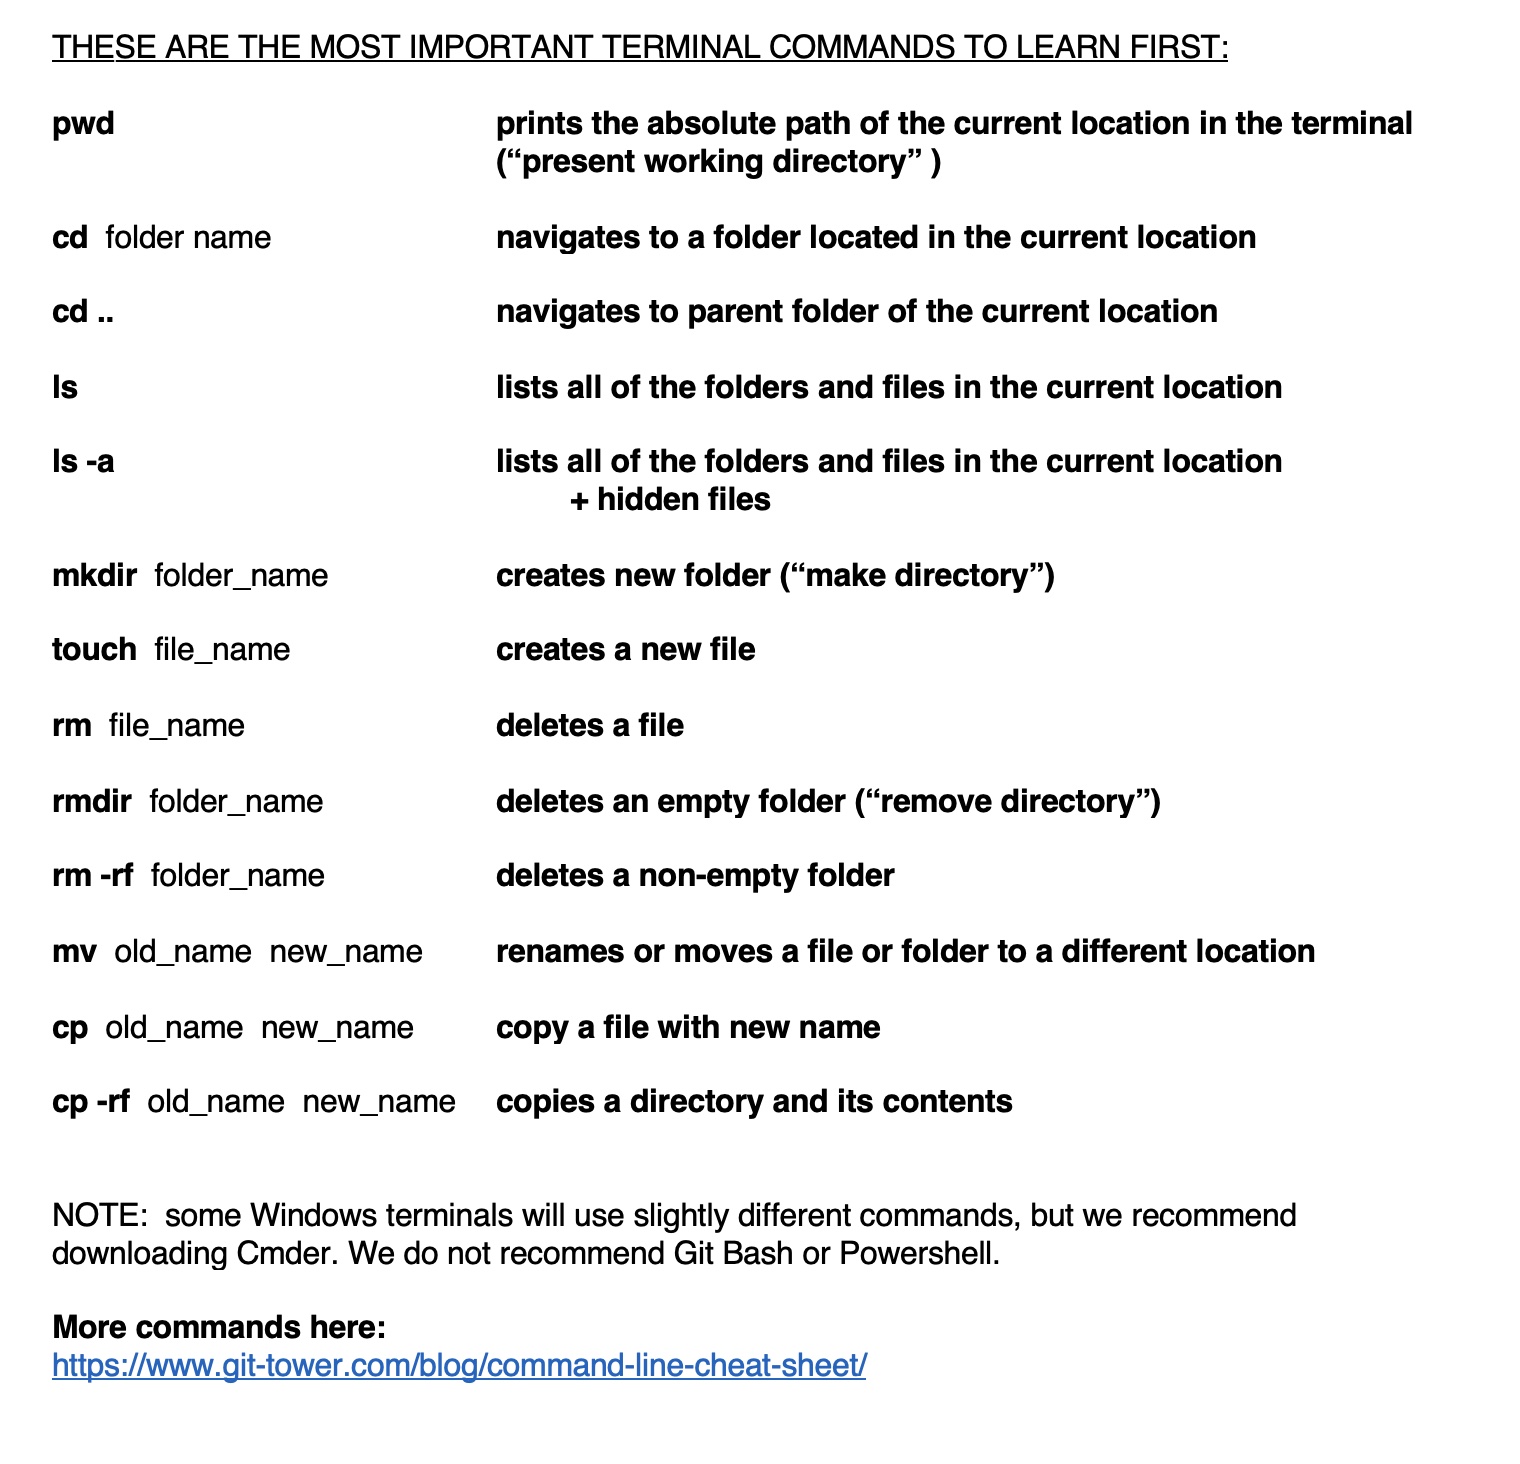 THESE ARE THE MOST IMPORTANT TERMINAL COMMANDS TO LEARN FIRST:
pwd prints the absolute path of the current location in the terminal
(“present working directory” )
cd folder name navigates to a folder located in the current location
cd .. navigates to parent folder of the current location
ls lists all of the folders and files in the current location
ls -a lists all of the folders and files in the current location
+ hidden files
mkdir folder_name creates new folder (“make directory”)
touch file_name creates a new file
rm file_name deletes a file
rmdir folder_name deletes an empty folder (“remove directory”)
rm -rf folder_name deletes a non-empty folder
mv old_name new_name renames or moves a file or folder to a different location
cp old_name new_name copy a file with new name
cp -rf old_name new_name copies a directory and its contents
NOTE: some Windows terminals will use slightly different commands, but we recommend
downloading Cmder. We do not recommend Git Bash or Powershell.
More commands here:
https://www.git-tower.com/blog/command-line-cheat-sheet/